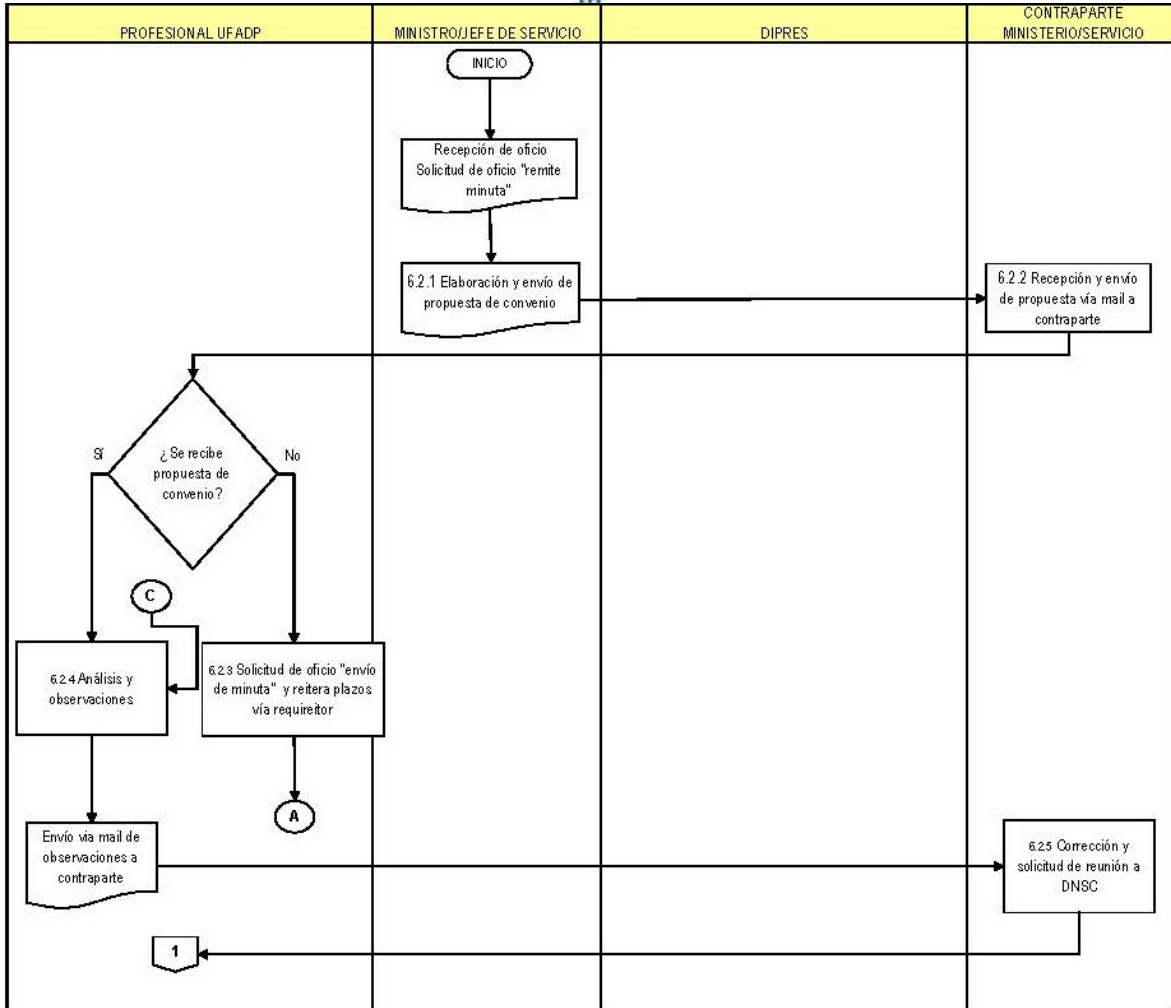 PROFESIONAL UFADP
MINISTRO/JEFE DE SERVICIO
DIPRES
CONTRAPARTE
MINISTERIO/SERVICIO
INICIO
Recepción de oficio
Solicitud de oficio "remite
minuta"
6.2.1 Elaboración y envío de
propuesta de convenio
6.2.2 Recepción y envío
de propuesta vía mail a
contraparte
¿Se recibe
propuesta de
convenio?
Sí
No
C
6.2.4 Análisis y
observaciones
6.2.3 Solicitud de oficio "envío
de minuta" y reitera plazos
vía requireitor
A
Envío via mail de
observaciones a
contraparte
6.2.5 Corrección y
solicitud de reunión a
DNSC
1